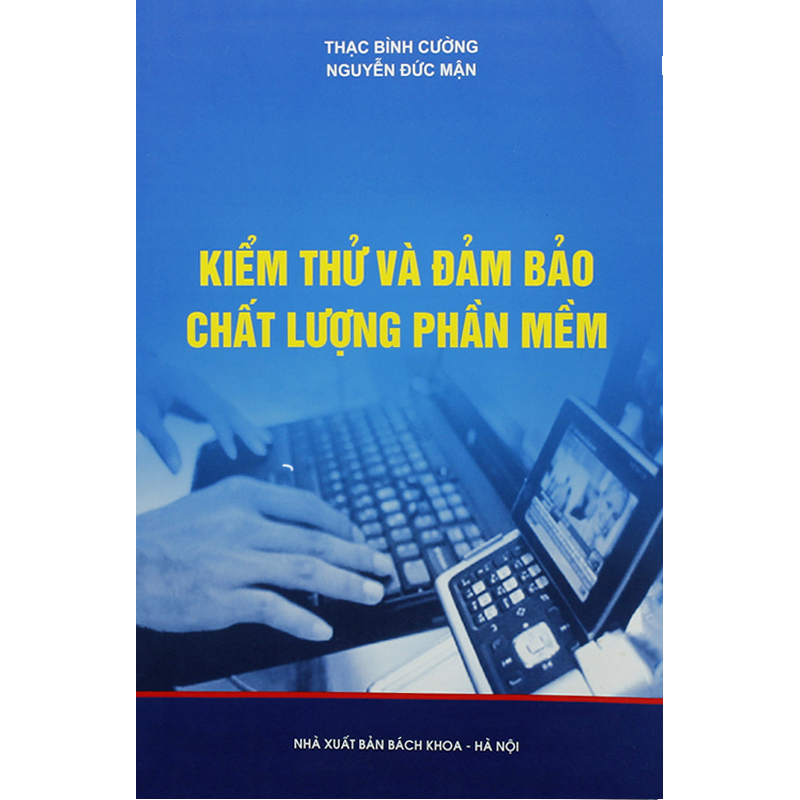 THẠC BÌNH CƯỜNG
NGUYỄN ĐỨC MẬN
KIỂM THỬ VÀ ĐẢM BẢO
CHẤT LƯỢNG PHẦN MỀM
NHÀ XUẤT BẢN BÁCH KHOA - HÀ NỘI